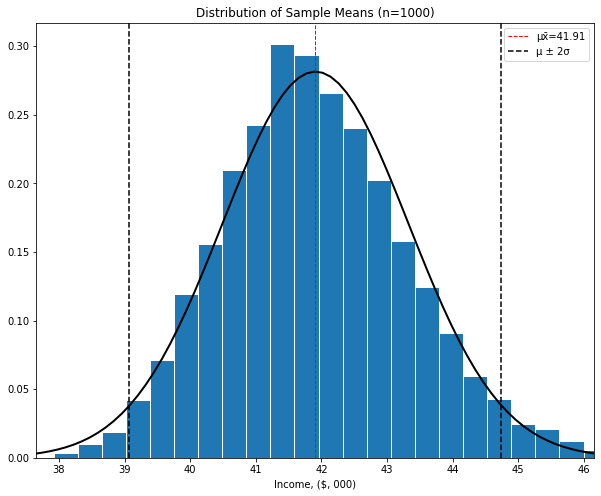 Distribution of Sample Means (n=1000)
μx̄=41.91
μ ± 2σ
0.30
0.25
0.20
0.15
0.10
0.05
0.00
38 39 40 41 42 43 44 45 46
Income, ($, 000)